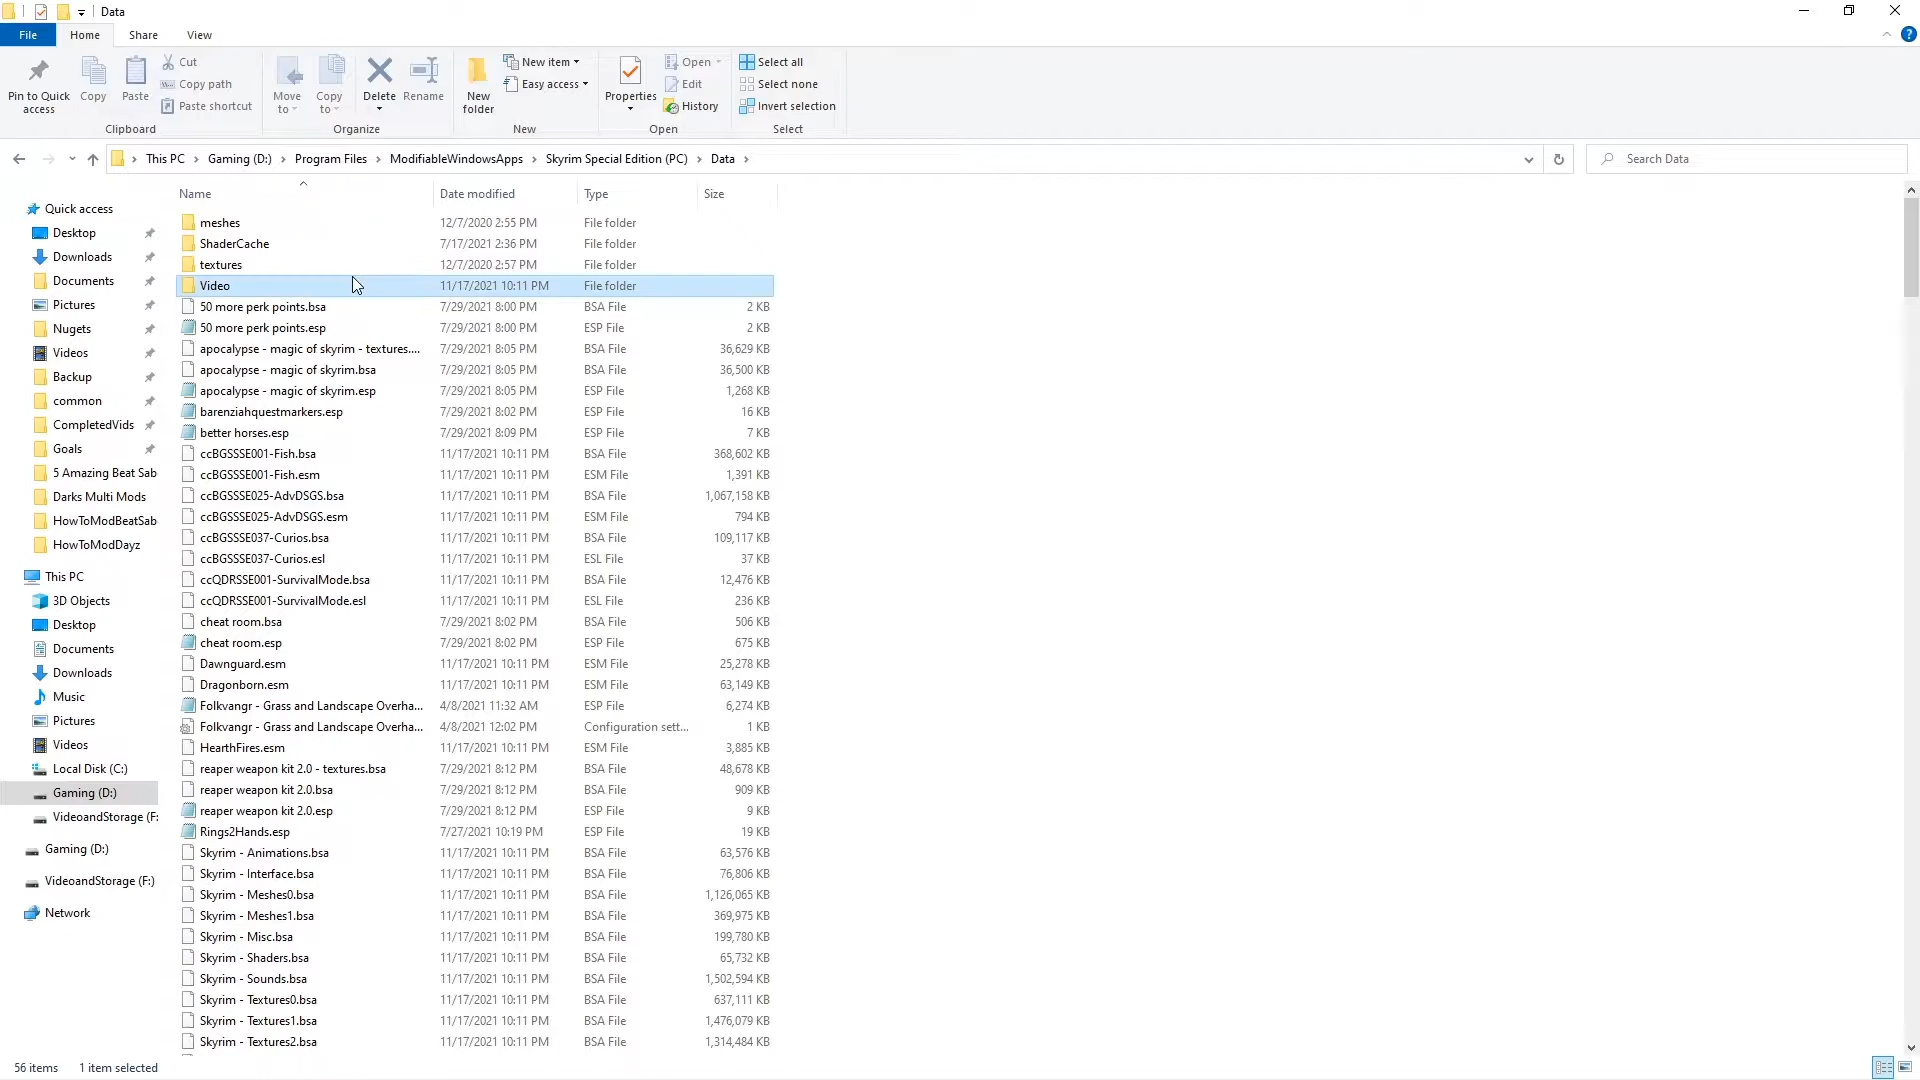 Data
File
Home
Share
View
Pin to Quick access
Copy
Paste
Cut
Copy path
Paste shortcut
Clipboard
Move to
Copy to
Delete
Rename
Organize
New folder
New item
Easy access
New
Properties
Open
Edit
History
Open
Select all
Select none
Invert selection
Select
This PC > Gaming (D:) > Program Files > ModifiableWindowsApps > Skyrim Special Edition (PC) > Data >
Search Data
Quick access
Desktop
Downloads
Documents
Pictures
Nugets
Videos
Backup
common
CompletedVids
Goals
5 Amazing Beat Sab
Darks Multi Mods
HowToModBeatSab
HowToModDayz
This PC
3D Objects
Desktop
Documents
Downloads
Music
Pictures
Videos
Local Disk (C:)
Gaming (D:)
VideoandStorage (F:
Gaming (D:)
VideoandStorage (F:)
Network
Name Date modified Type Size
meshes 12/7/2020 2:55 PM File folder
ShaderCache 7/17/2021 2:36 PM File folder
textures 12/7/2020 2:57 PM File folder
Video 11/17/2021 10:11 PM File folder
50 more perk points.bsa 7/29/2021 8:00 PM BSA File 2 KB
50 more perk points.esp 7/29/2021 8:00 PM ESP File 2 KB
apocalypse - magic of skyrim - textures.... 7/29/2021 8:05 PM BSA File 36,629 KB
apocalypse - magic of skyrim.bsa 7/29/2021 8:05 PM BSA File 36,500 KB
apocalypse - magic of skyrim.esp 7/29/2021 8:05 PM ESP File 1,268 KB
barenziahquestmarkers.esp 7/29/2021 8:02 PM ESP File 16 KB
better horses.esp 7/29/2021 8:09 PM ESP File 7 KB
ccBGSSSE001-Fish.bsa 11/17/2021 10:11 PM BSA File 368,602 KB
ccBGSSSE001-Fish.esm 11/17/2021 10:11 PM ESM File 1,391 KB
ccBGSSSE025-AdvDSGS.bsa 11/17/2021 10:11 PM BSA File 1,067,158 KB
ccBGSSSE025-AdvDSGS.esm 11/17/2021 10:11 PM ESM File 794 KB
ccBGSSSE037-Curios.bsa 11/17/2021 10:11 PM BSA File 109,117 KB
ccBGSSSE037-Curios.esl 11/17/2021 10:11 PM ESL File 37 KB
ccQDRSSE001-SurvivalMode.bsa 11/17/2021 10:11 PM BSA File 12,476 KB
ccQDRSSE001-SurvivalMode.esl 11/17/2021 10:11 PM ESL File 236 KB
cheat room.bsa 7/29/2021 8:02 PM BSA File 506 KB
cheat room.esp 7/29/2021 8:02 PM ESP File 675 KB
Dawnguard.esm 11/17/2021 10:11 PM ESM File 25,278 KB
Dragonborn.esm 11/17/2021 10:11 PM ESM File 63,149 KB
Folkvangr - Grass and Landscape Overha... 4/8/2021 11:32 AM ESP File 6,274 KB
Folkvangr - Grass and Landscape Overha... 4/8/2021 12:02 PM Configuration sett... 1 KB
HearthFires.esm 11/17/2021 10:11 PM ESM File 3,885 KB
reaper weapon kit 2.0 - textures.bsa 7/29/2021 8:12 PM BSA File 48,678 KB
reaper weapon kit 2.0.bsa 7/29/2021 8:12 PM BSA File 909 KB
reaper weapon kit 2.0.esp 7/29/2021 8:12 PM ESP File 9 KB
Rings2Hands.esp 7/27/2021 10:19 PM ESP File 19 KB
Skyrim - Animations.bsa 11/17/2021 10:11 PM BSA File 63,576 KB
Skyrim - Interface.bsa 11/17/2021 10:11 PM BSA File 76,806 KB
Skyrim - Meshes0.bsa 11/17/2021 10:11 PM BSA File 1,126,065 KB
Skyrim - Meshes1.bsa 11/17/2021 10:11 PM BSA File 369,975 KB
Skyrim - Misc.bsa 11/17/2021 10:11 PM BSA File 199,780 KB
Skyrim - Shaders.bsa 11/17/2021 10:11 PM BSA File 65,732 KB
Skyrim - Sounds.bsa 11/17/2021 10:11 PM BSA File 1,502,594 KB
Skyrim - Textures0.bsa 11/17/2021 10:11 PM BSA File 637,111 KB
Skyrim - Textures1.bsa 11/17/2021 10:11 PM BSA File 1,476,079 KB
Skyrim - Textures2.bsa 11/17/2021 10:11 PM BSA File 1,314,484 KB
56 items 1 item selected